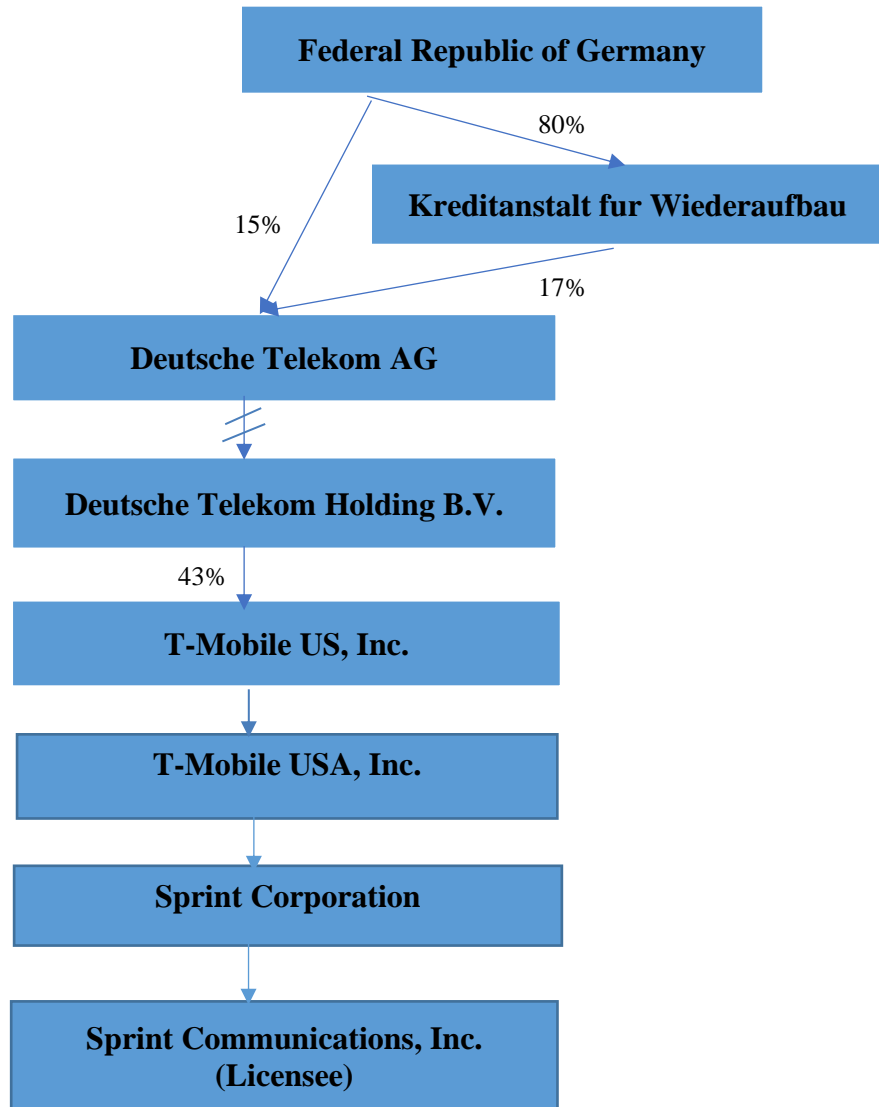 Federal Republic of Germany
80%
Kreditanstalt fur Wiederaufbau
15%
17%
Deutsche Telekom AG
Deutsche Telekom Holding B.V.
43%
T-Mobile US, Inc.
T-Mobile USA, Inc.
Sprint Corporation
Sprint Communications, Inc.
(Licensee)